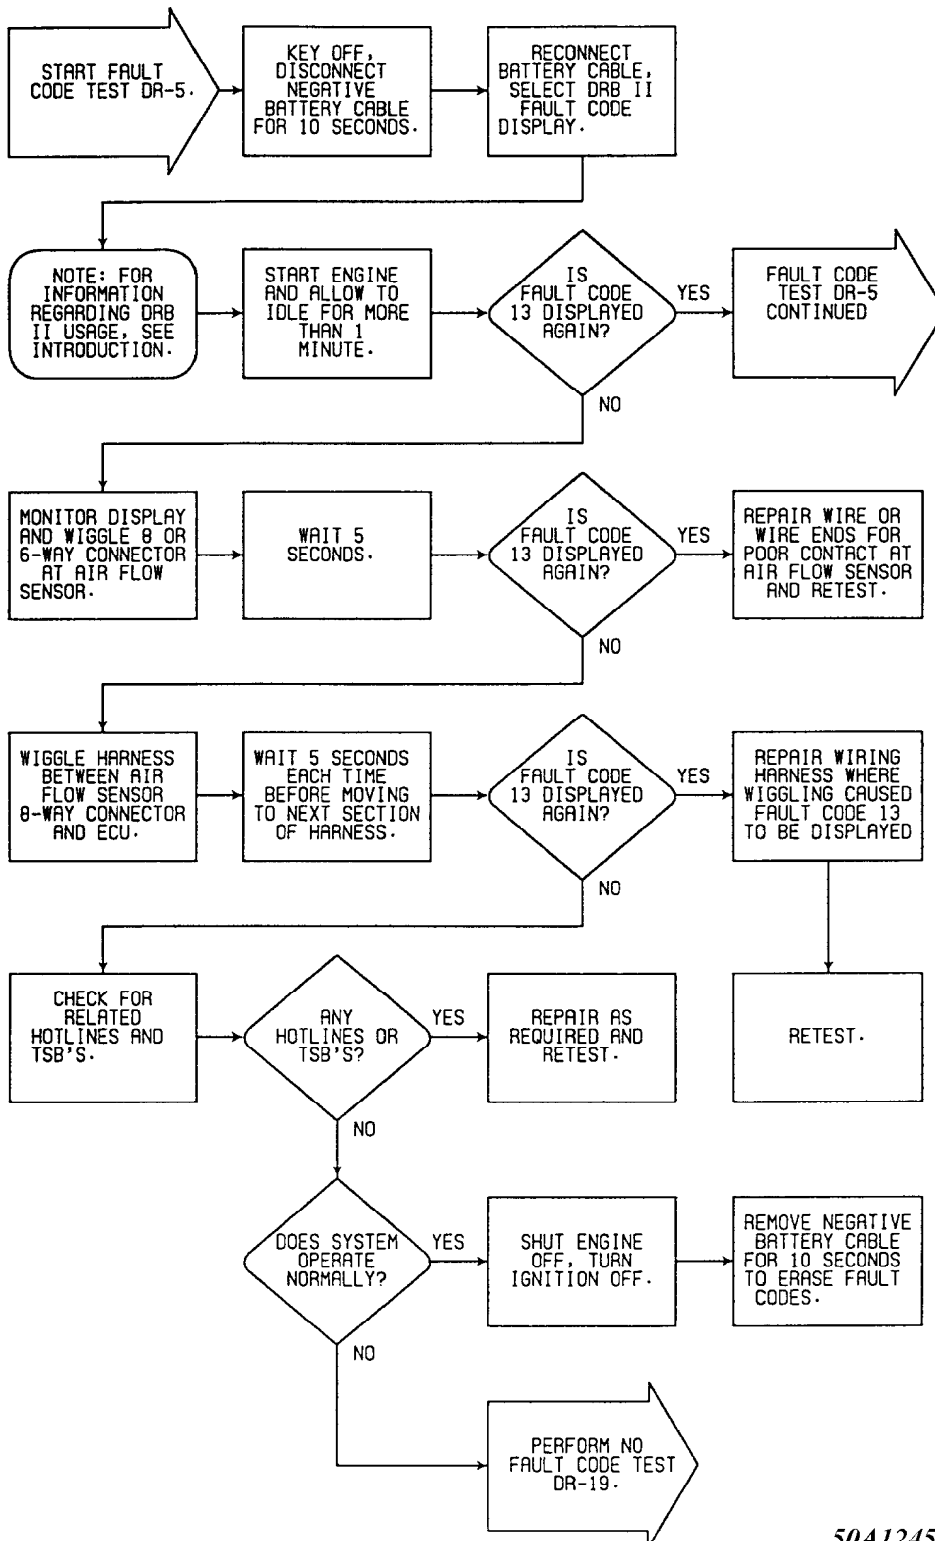 START FAULT
CODE TEST DR-5.
KEY OFF,
DISCONNECT
NEGATIVE
BATTERY CABLE
FOR 10 SECONDS.
RECONNECT
BATTERY CABLE,
SELECT DRB II
FAULT CODE
DISPLAY.
NOTE: FOR
INFORMATION
REGARDING DRB
II USAGE, SEE
INTRODUCTION.
START ENGINE
AND ALLOW TO
IDLE FOR MORE
THAN 1
MINUTE.
IS
FAULT CODE
13 DISPLAYED
AGAIN?
YES
FAULT CODE
TEST DR-5
CONTINUED
NO
MONITOR DISPLAY
AND WIGGLE 8 OR
6-WAY CONNECTOR
AT AIR FLOW
SENSOR.
WAIT 5
SECONDS.
IS
FAULT CODE
13 DISPLAYED
AGAIN?
YES
REPAIR WIRE OR
WIRE ENDS FOR
POOR CONTACT AT
AIR FLOW SENSOR
AND RETEST.
NO
WIGGLE HARNESS
BETWEEN AIR
FLOW SENSOR
8-WAY CONNECTOR
AND ECU.
WAIT 5 SECONDS
EACH TIME
BEFORE MOVING
TO NEXT SECTION
OF HARNESS.
IS
FAULT CODE
13 DISPLAYED
AGAIN?
YES
REPAIR WIRING
HARNESS WHERE
WIGGLING CAUSED
FAULT CODE 13
TO BE DISPLAYED
NO
CHECK FOR
RELATED
HOTLINES AND
TSB'S.
ANY
HOTLINES OR
TSB'S?
YES
REPAIR AS
REQUIRED AND
RETEST.
RETEST.
NO
DOES SYSTEM
OPERATE
NORMALLY?
YES
SHUT ENGINE
OFF, TURN
IGNITION OFF.
REMOVE NEGATIVE
BATTERY CABLE
FOR 10 SECONDS
TO ERASE FAULT
CODES.
NO
PERFORM NO
FAULT CODE TEST
DR-19.
50A1245